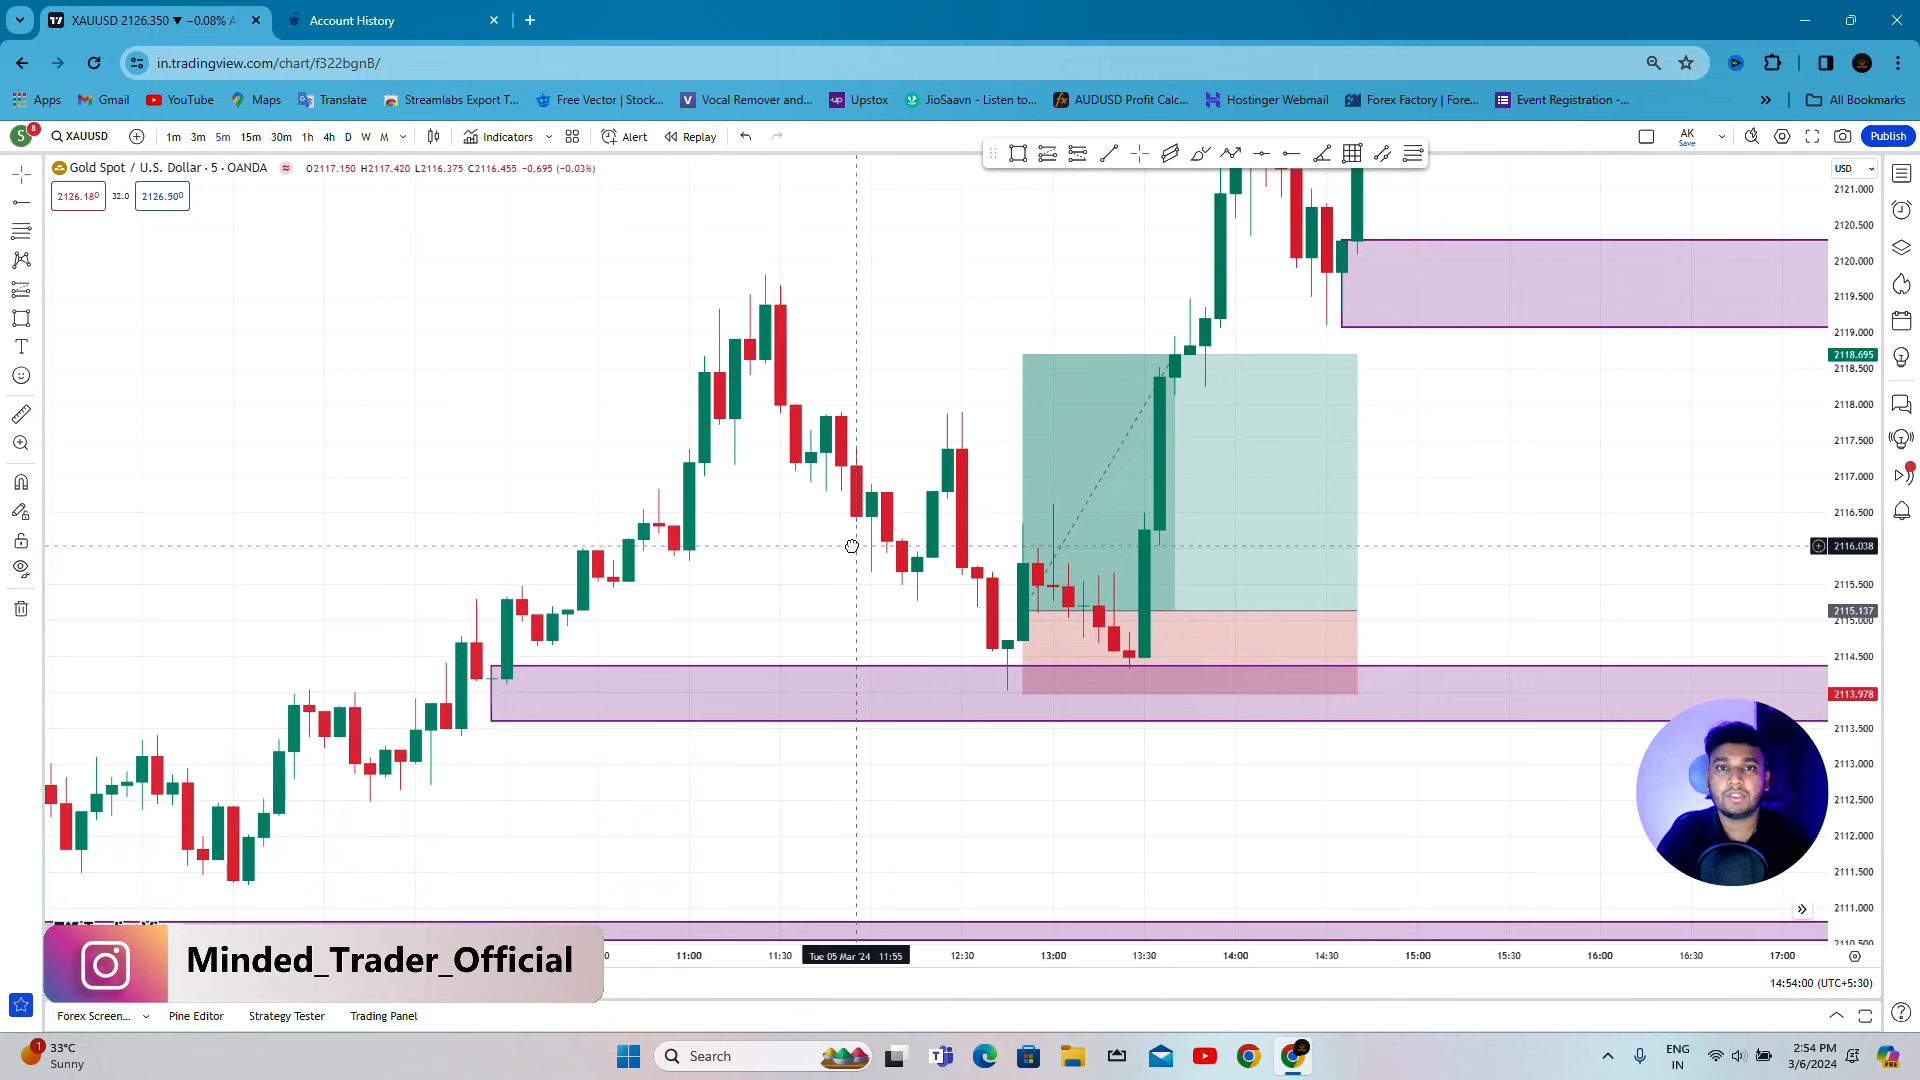 XAUUSD 2126.350 ▼ −0.08% A
Account History
in.tradingview.com/chart/f322bgnB/
Apps
Gmail
YouTube
Maps
Translate
Streamlabs Export T...
Free Vector | Stock...
Vocal Remover and...
Upstox
JioSaavn - Listen to...
AUDUSD Profit Calc...
Hostinger Webmail
Forex Factory | Fore...
Event Registration -...
All Bookmarks
S 8
XAUUSD
1m 3m 5m 15m 30m 1h 4h D W M
Indicators
Alert
Replay
AK
Save
Publish
Gold Spot / U.S. Dollar · 5 · OANDA
O2117.150 H2117.420 L2116.375 C2116.455 −0.695 (−0.03%)
USD
2126.180
32.0
2126.500
2121.000
2120.500
2120.000
2119.500
2119.000
2118.695
2118.500
2118.000
2117.500
2117.000
2116.500
2116.038
2115.500
2115.137
2115.000
2114.500
2113.978
2113.500
2113.000
2112.500
2112.000
2111.500
2111.000
2110.500
Minded_Trader_Official
11:00
11:30
Tue 05 Mar '24 11:55
12:30
13:00
13:30
14:00
14:30
15:00
15:30
16:00
16:30
17:00
14:54:00 (UTC+5:30)
Forex Screen...
Pine Editor
Strategy Tester
Trading Panel
1
33°C
Sunny
Search
ENG
IN
2:54 PM
3/6/2024
PRE